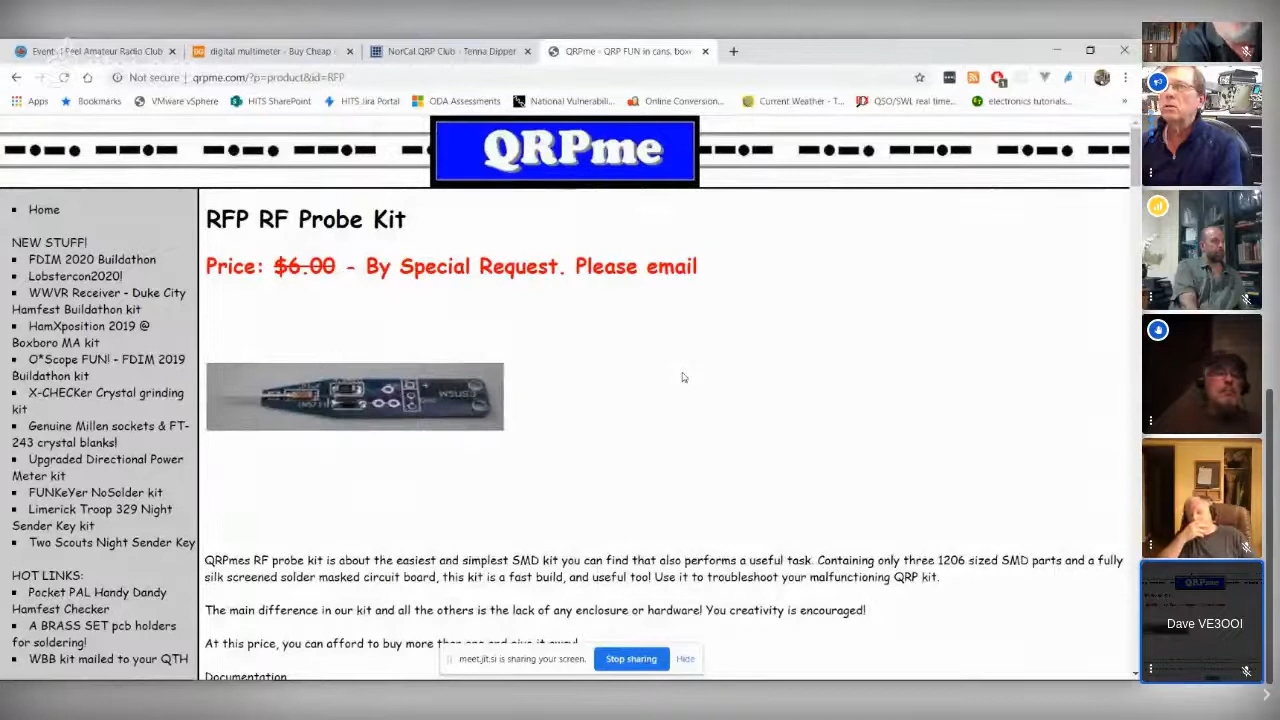 Events - Peel Amateur Radio Club
digital multimeter - Buy Cheap
NorCal QRP Club - Tenna Dipper
QRPme - QRP FUN in cans, boxe
Not secure qrpme.com/?p=product&id=RFP
Apps
Bookmarks
VMware vSphere
HITS SharePoint
HITS Jira Portal
ODA Assessments
National Vulnerabili...
Online Conversion...
Current Weather - T...
QSO/SWL real time...
electronics tutorials...
»
QRPme
Home
NEW STUFF!
FDIM 2020 Buildathon
Lobstercon2020!
WWVR Receiver - Duke City
Hamfest Buildathon kit
HamXposition 2019 @
Boxboro MA kit
O*Scope FUN! - FDIM 2019
Buildathon kit
X-CHECKer Crystal grinding
kit
Genuine Millen sockets & FT-
243 crystal blanks!
Upgraded Directional Power
Meter kit
FUNKeYer NoSolder kit
Limerick Troop 329 Night
Sender Key kit
Two Scouts Night Sender Key
HOT LINKS:
Pocket PAL Handy Dandy
Hamfest Checker
A BRASS SET pcb holders
for soldering!
WBB kit mailed to your QTH
RFP RF Probe Kit
Price: $6.00 - By Special Request. Please email
QRPmes RF probe kit is about the easiest and simplest SMD kit you can find that also performs a useful task. Containing only three 1206 sized SMD parts and a fully
silk screened solder masked circuit board, this kit is a fast build, and useful tool! Use it to troubleshoot your malfunctioning QRP kit.
The main difference in our kit and all the others is the lack of any enclosure or hardware! You creativity is encouraged!
At this price, you can afford to buy more than one and give it away!
Documentation
meet.jit.si is sharing your screen.
Stop sharing
Hide
Dave VE3OOI